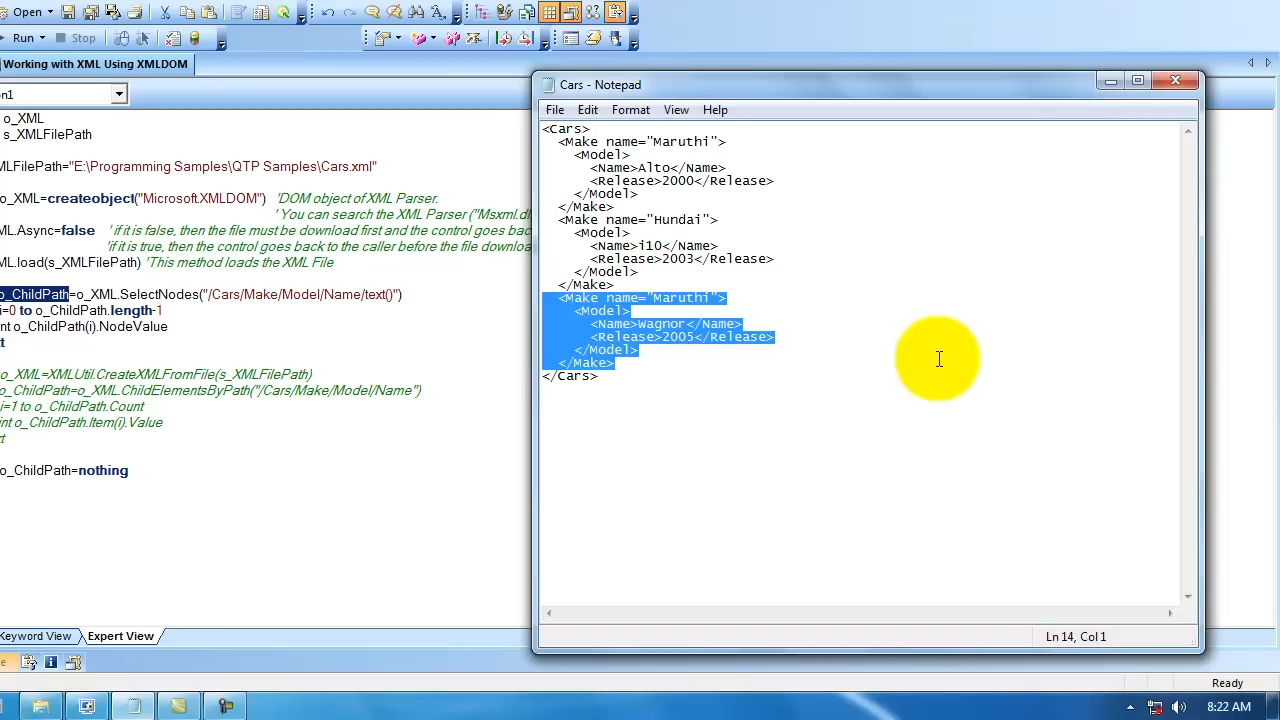 Open
Run
Stop
Working with XML Using XMLDOM
n1
o_XML
s_XMLFilePath
MLFilePath="E:\Programming Samples\QTP Samples\Cars.xml"
o_XML=createobject("Microsoft.XMLDOM") 'DOM object of XML Parser.
' You can search the XML Parser ("Msxml.dl
ML.Async=false ' if it is false, then the file must be download first and the control goes back
'if it is true, then the control goes back to the caller before the file downloa
ML.load(s_XMLFilePath) 'This method loads the XML File
o_ChildPath=o_XML.SelectNodes("/Cars/Make/Model/Name/text()")
i=0 to o_ChildPath.length-1
nt o_ChildPath(i).NodeValue
t
o_XML=XMLUtil.CreateXMLFromFile(s_XMLFilePath)
o_ChildPath=o_XML.ChildElementsByPath("/Cars/Make/Model/Name")
i=1 to o_ChildPath.Count
int o_ChildPath.Item(i).Value
t
o_ChildPath=nothing
Keyword View
Expert View
Cars - Notepad
File Edit Format View Help
<Cars>
<Make name="Maruthi">
<Model>
<Name>Alto</Name>
<Release>2000</Release>
</Model>
</Make>
<Make name="Hundai">
<Model>
<Name>i10</Name>
<Release>2003</Release>
</Model>
</Make>
<Make name="Maruthi">
<Model>
<Name>Wagnor</Name>
<Release>2005</Release>
</Model>
</Make>
</Cars>
Ln 14, Col 1
Ready
8:22 AM